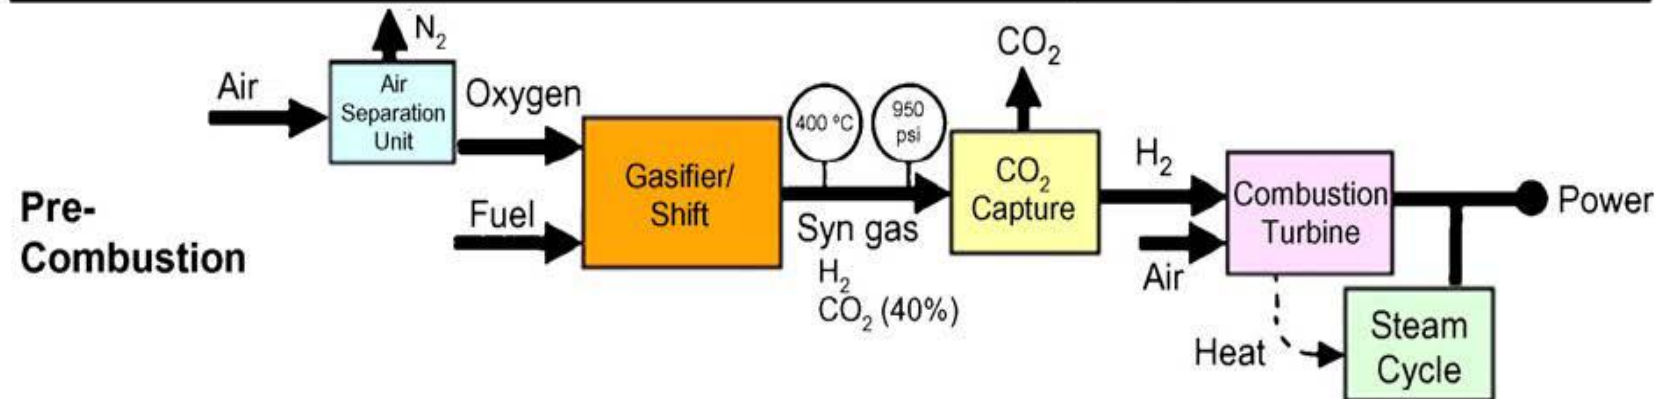 Pre-
Combustion
Air
N₂
Air
Separation
Unit
Oxygen
Fuel
Gasifier/
Shift
400 ºC
950
psi
Syn gas
H₂
CO₂ (40%)
CO₂
CO₂
Capture
H₂
Air
Combustion
Turbine
Power
Heat
Steam
Cycle